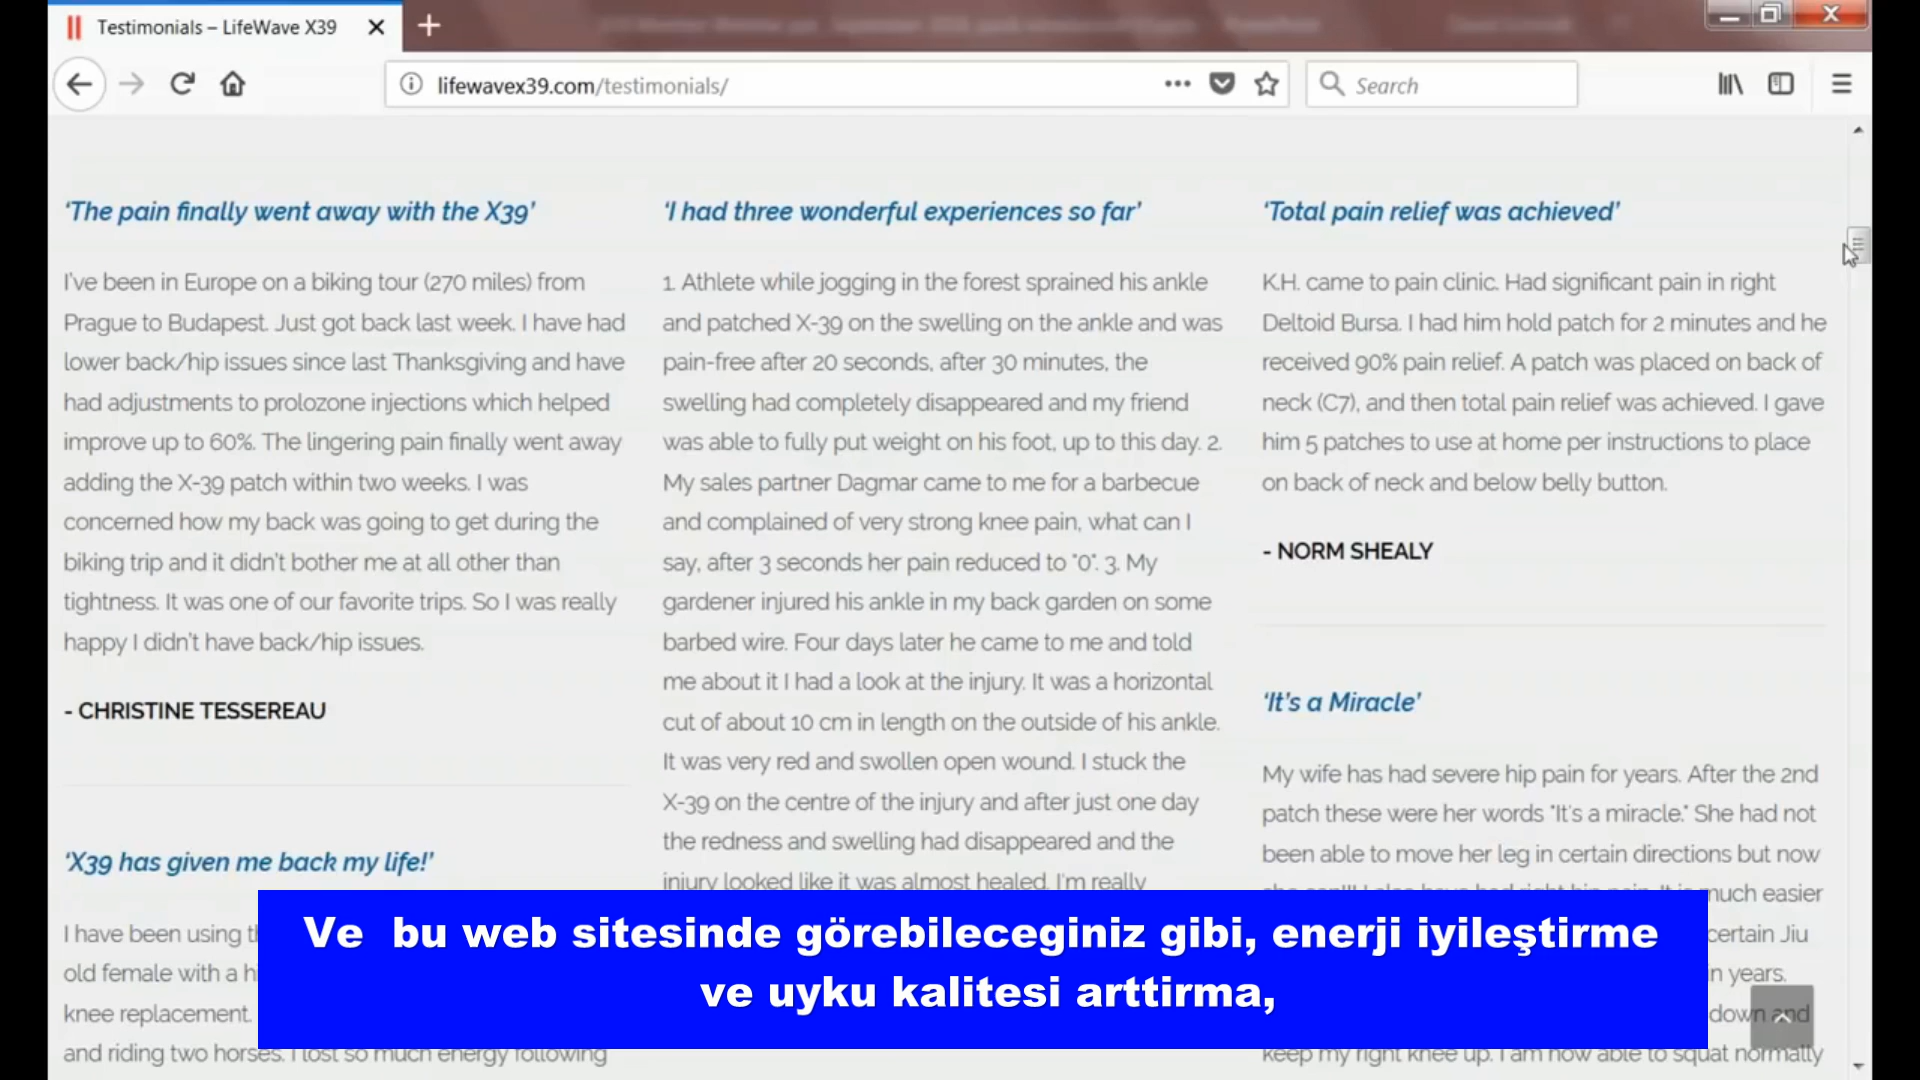 Testimonials – LifeWave X39
lifewavex39.com/testimonials/
Search
‘The pain finally went away with the X39’
I've been in Europe on a biking tour (270 miles) from
Prague to Budapest. Just got back last week. I have had
lower back/hip issues since last Thanksgiving and have
had adjustments to prolozone injections which helped
improve up to 60%. The lingering pain finally went away
adding the X-39 patch within two weeks. I was
concerned how my back was going to get during the
biking trip and it didn't bother me at all other than
tightness. It was one of our favorite trips. So I was really
happy I didn't have back/hip issues.
- CHRISTINE TESSEREAU
‘X39 has given me back my life!’
I have been using
old female with a
knee replacement.
and riding two horses. I lost so much energy following
‘I had three wonderful experiences so far’
1. Athlete while jogging in the forest sprained his ankle
and patched X-39 on the swelling on the ankle and was
pain-free after 20 seconds, after 30 minutes, the
swelling had completely disappeared and my friend
was able to fully put weight on his foot, up to this day. 2.
My sales partner Dagmar came to me for a barbecue
and complained of very strong knee pain, what can I
say, after 3 seconds her pain reduced to "0". 3. My
gardener injured his ankle in my back garden on some
barbed wire. Four days later he came to me and told
me about it I had a look at the injury. It was a horizontal
cut of about 10 cm in length on the outside of his ankle.
It was very red and swollen open wound. I stuck the
X-39 on the centre of the injury and after just one day
the redness and swelling had disappeared and the
injury looked like it was almost healed. I'm really
‘Total pain relief was achieved’
K.H. came to pain clinic. Had significant pain in right
Deltoid Bursa. I had him hold patch for 2 minutes and he
received 90% pain relief. A patch was placed on back of
neck (C7), and then total pain relief was achieved. I gave
him 5 patches to use at home per instructions to place
on back of neck and below belly button.
- NORM SHEALY
‘It's a Miracle’
My wife has had severe hip pain for years. After the 2nd
patch these were her words "It's a miracle." She had not
been able to move her leg in certain directions but now
much easier
certain Jiu
in years.
down and
keep my right knee up. I am now able to squat normally
Ve bu web sitesinde görebileceginiz gibi, enerji iyileştirme
ve uyku kalitesi arttirma,